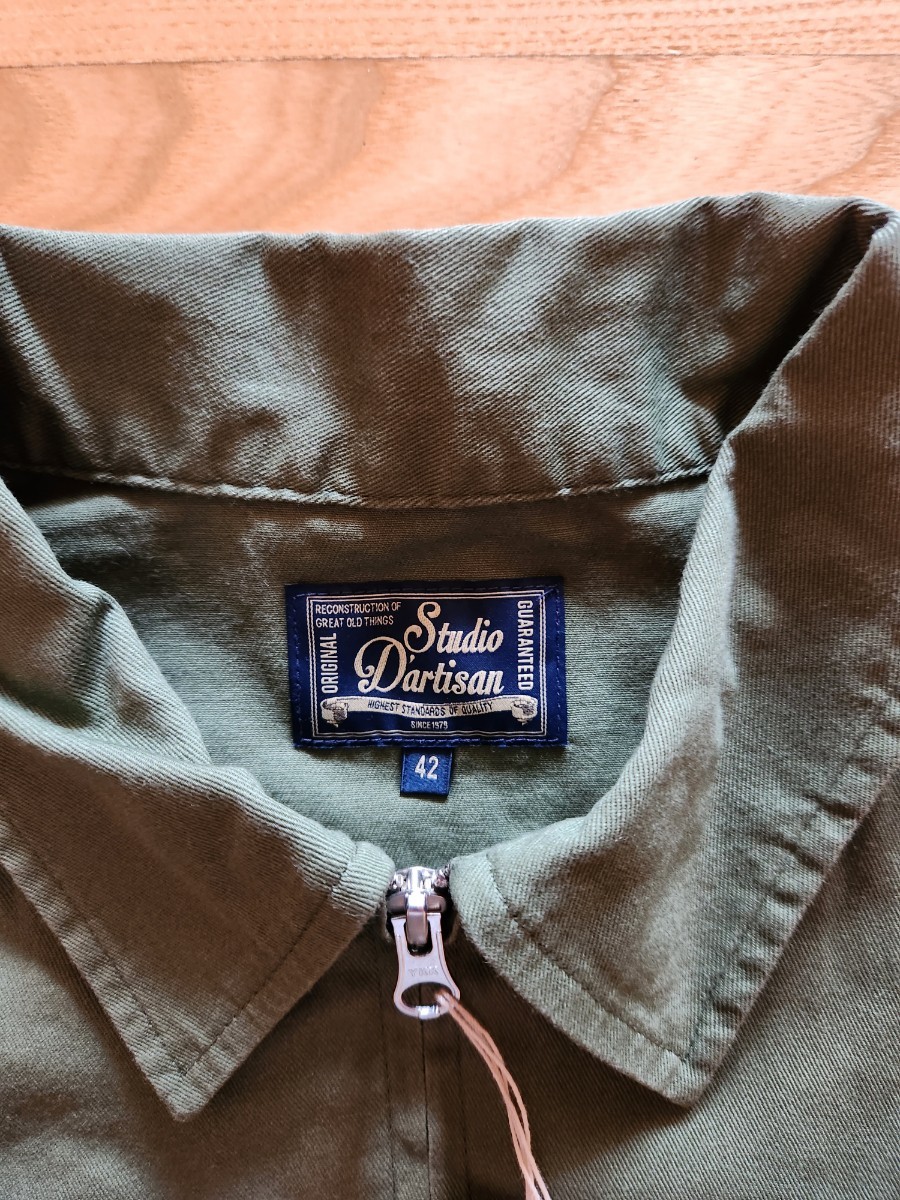 RECONSTRUCTION OF
GREAT OLD THINGS
ORIGINAL
Studio
D'artisan
GUARANTEED
HIGHEST STANDARDS OF QUALITY
SINCE 1979
42